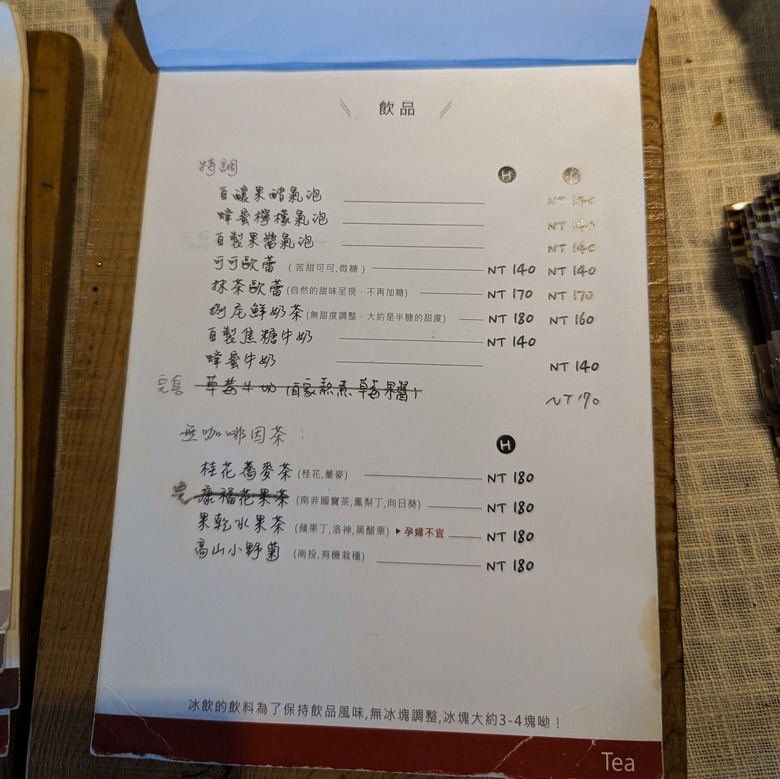 飲品
特調
H
自釀果醋氣泡 NT 140
蜂蜜檸檬氣泡 NT 140
自製果醬氣泡 NT 140
可可歐蕾 (苦甜可可,微糖) NT 140 NT 140
抹茶歐蕾 (自然的甜味呈現、不再加糖) NT 170 NT 170
鮮奶茶 (無甜度調整、大約是半糖的甜度) NT 180 NT 160
自製焦糖牛奶 NT 140
蜂蜜牛奶 NT 140
完售 草莓牛奶 (自家熬煮草莓果醬) NT 170
無咖啡因茶
H
桂花蕎麥茶 (桂花,蕎麥) NT 180
康福花果茶 (南非國寶茶,鳳梨丁,向日葵) NT 180
果乾水果茶 (蘋果丁,洛神,黑醋栗) ▶孕婦不宜 NT 180
高山小野菊 (南投,有機栽種) NT 180
冰飲的飲料為了保持飲品風味,無冰塊調整,冰塊大約3-4塊呦!
Tea